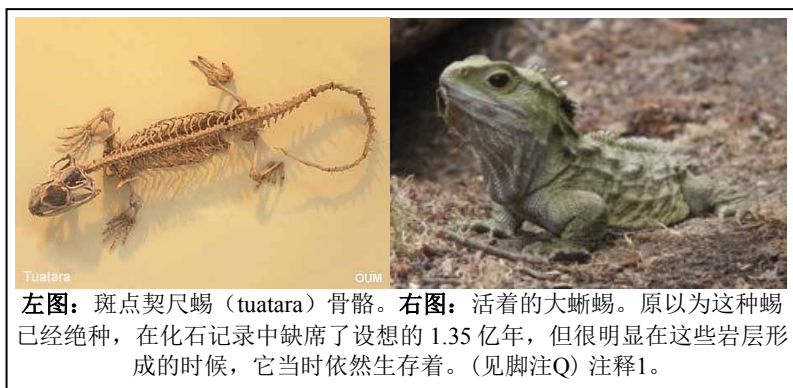 Tuatara
OUM
左图：斑点契尺蜴（tuatara）骨骼。右图：活着的大蜥蜴。原以为这种蜴
已经绝种，在化石记录中缺席了设想的 1.35 亿年，但很明显在这些岩层形
成的时候，它当时依然生存着。(见脚注Q) 注释1。